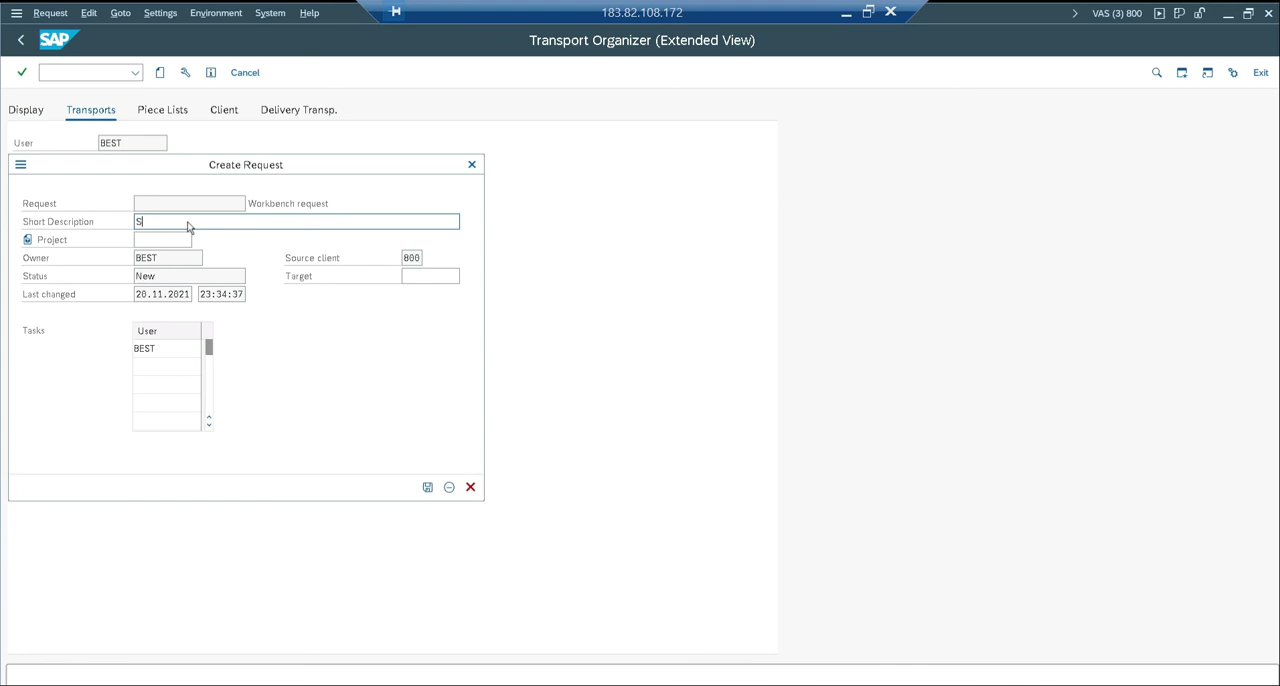 Request Edit Goto Settings Environment System Help 183.82.108.172 VAS (3) 800
SAP Transport Organizer (Extended View)
Cancel Exit
Display Transports Piece Lists Client Delivery Transp.
User BEST
Create Request
Request Workbench request
Short Description S
Project
Owner BEST Source client 800
Status New Target
Last changed 20.11.2021 23:34:37
Tasks User
BEST